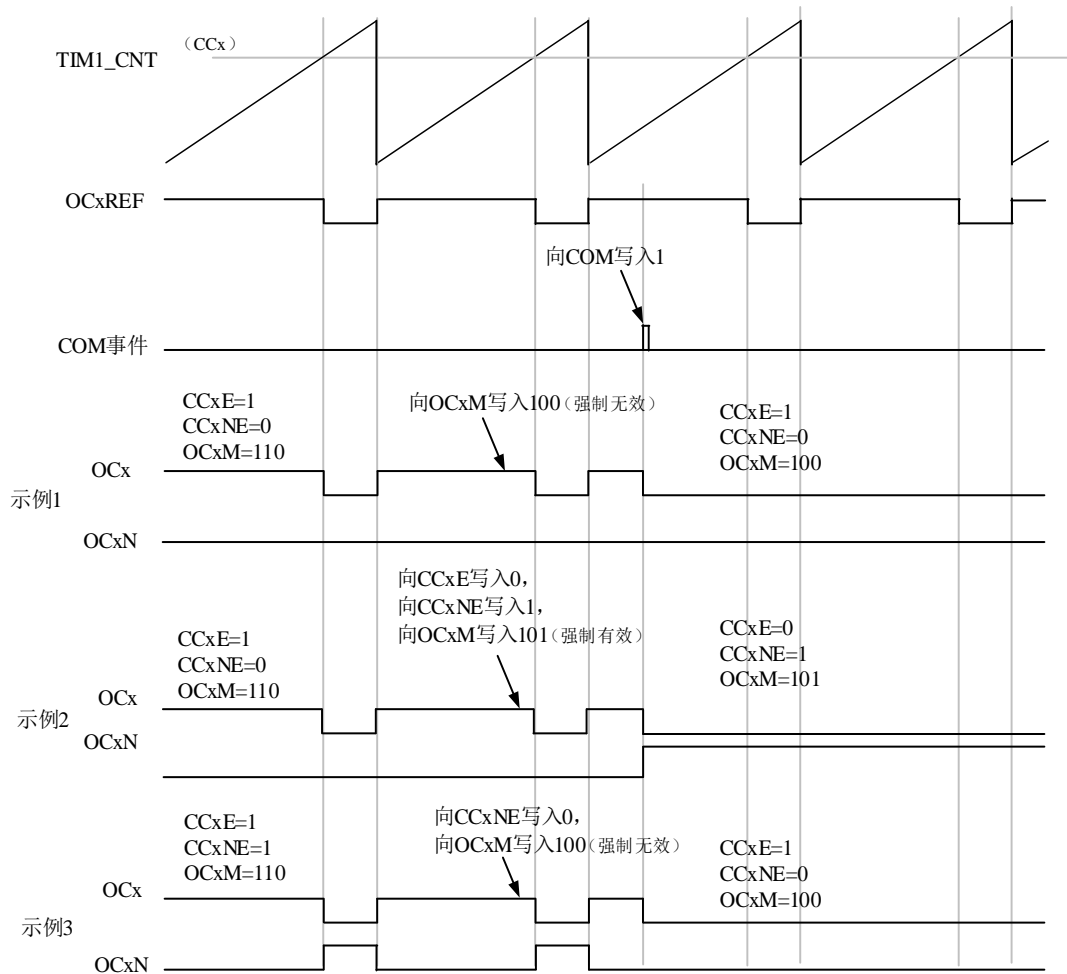 （CCx）
TIM1_CNT
OCxREF
向COM写入1
COM事件
CCxE=1
CCxNE=0
OCxM=110
向OCxM写入100（强制无效）
CCxE=1
CCxNE=0
OCxM=100
OCx
示例1
OCxN
向CCxE写入0，
向CCxNE写入1，
向OCxM写入101（强制有效）
CCxE=1
CCxNE=0
OCxM=110
CCxE=0
CCxNE=1
OCxM=101
OCx
示例2
OCxN
向CCxNE写入0，
向OCxM写入100（强制无效）
CCxE=1
CCxNE=1
OCxM=110
CCxE=1
CCxNE=0
OCxM=100
OCx
示例3
OCxN